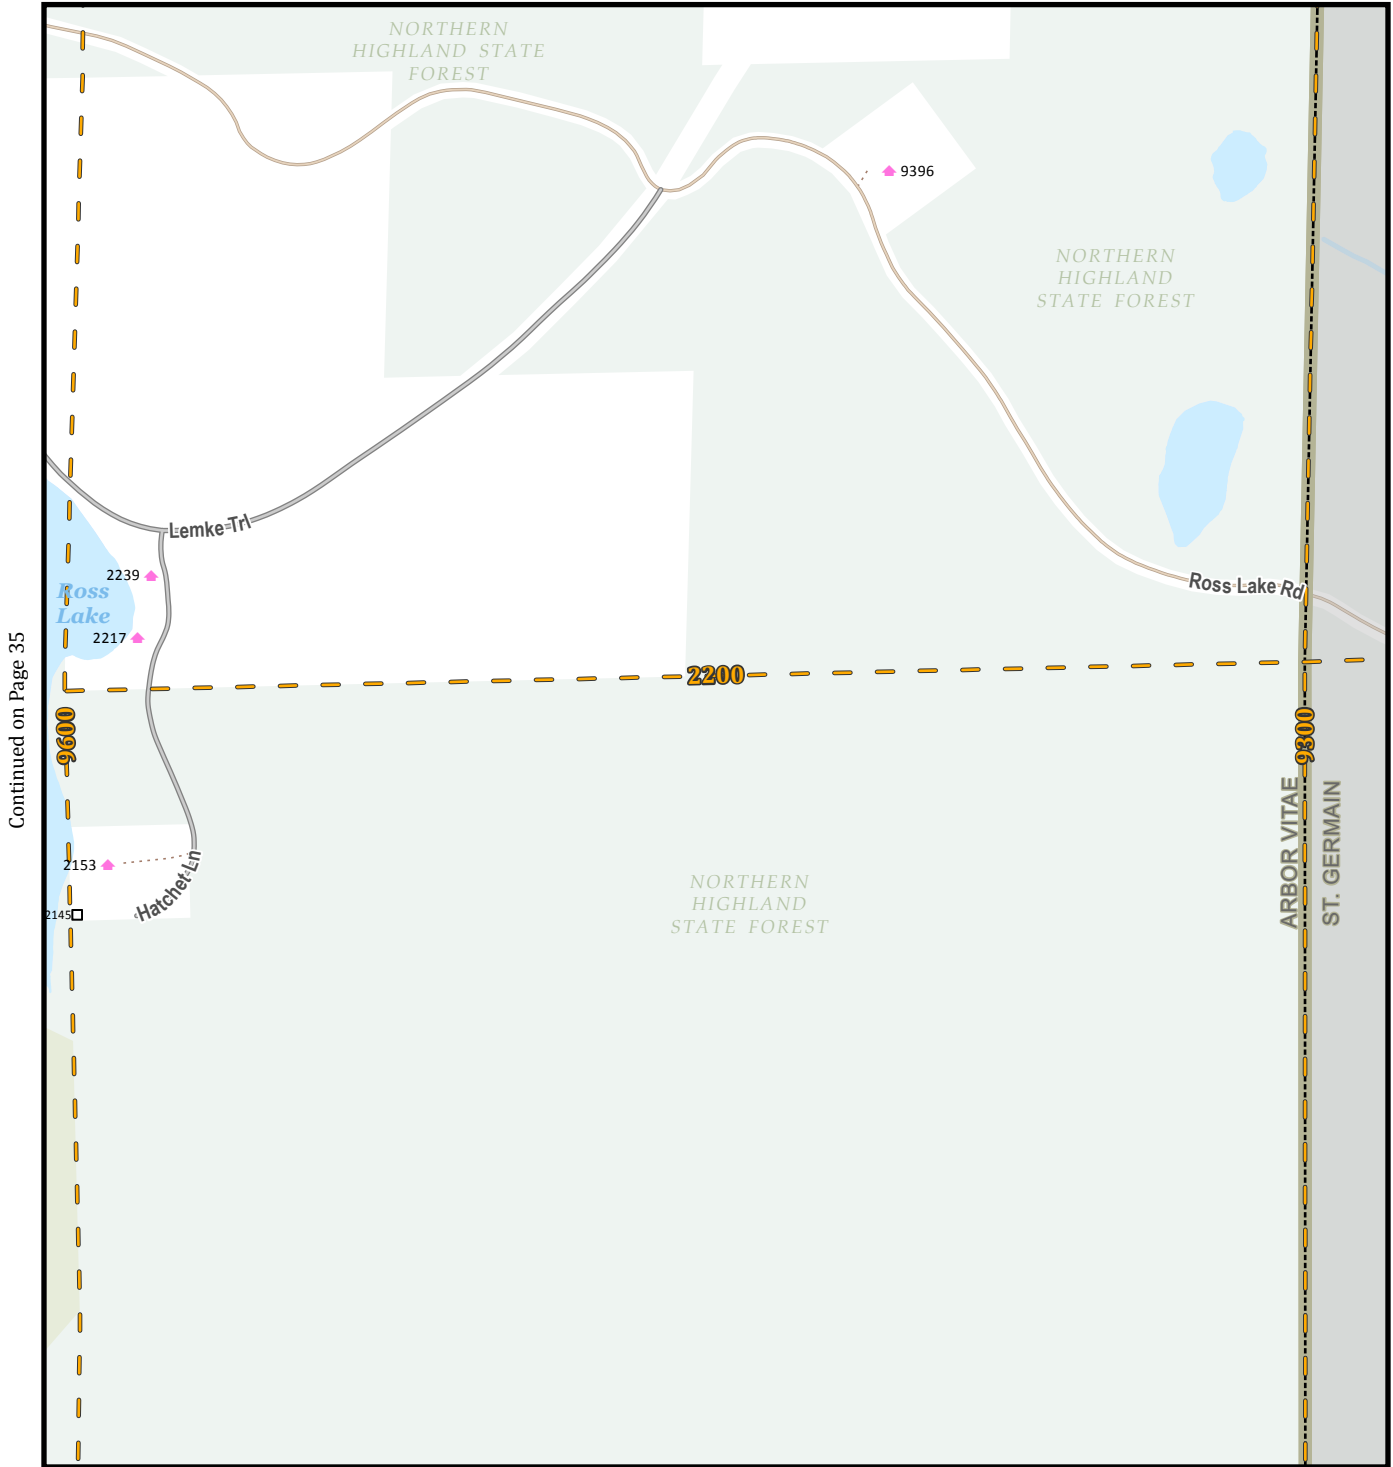 NORTHERN
HIGHLAND STATE
FOREST
9396
NORTHERN
HIGHLAND
STATE FOREST
Lemke Trl
2239
Ross
Lake
2217
Ross Lake Rd
2200
9600
9300
Continued on Page 35
ARBOR VITAE
ST. GERMAIN
2153
Hatchet Ln
2145
NORTHERN
HIGHLAND
STATE FOREST